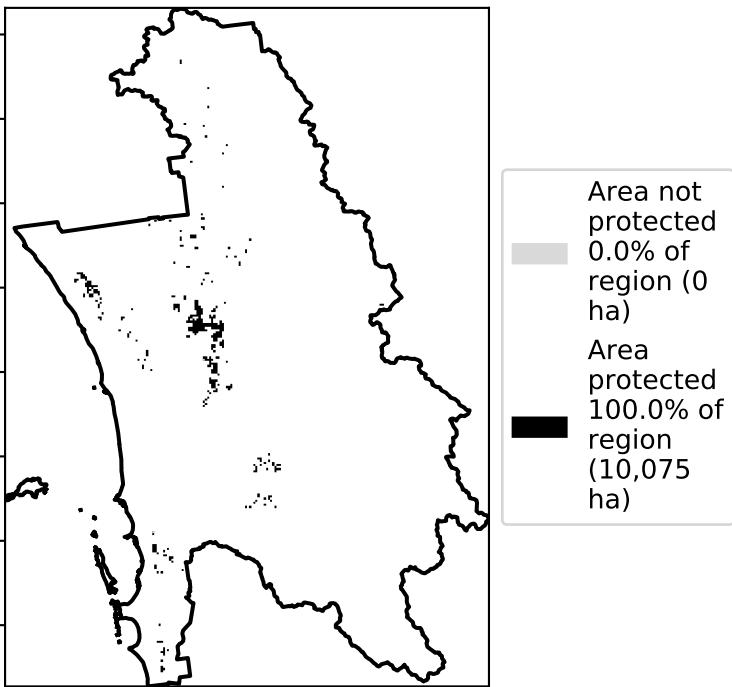 Area not
protected
0.0% of
region (0
ha)
Area
protected
100.0% of
region
(10,075
ha)